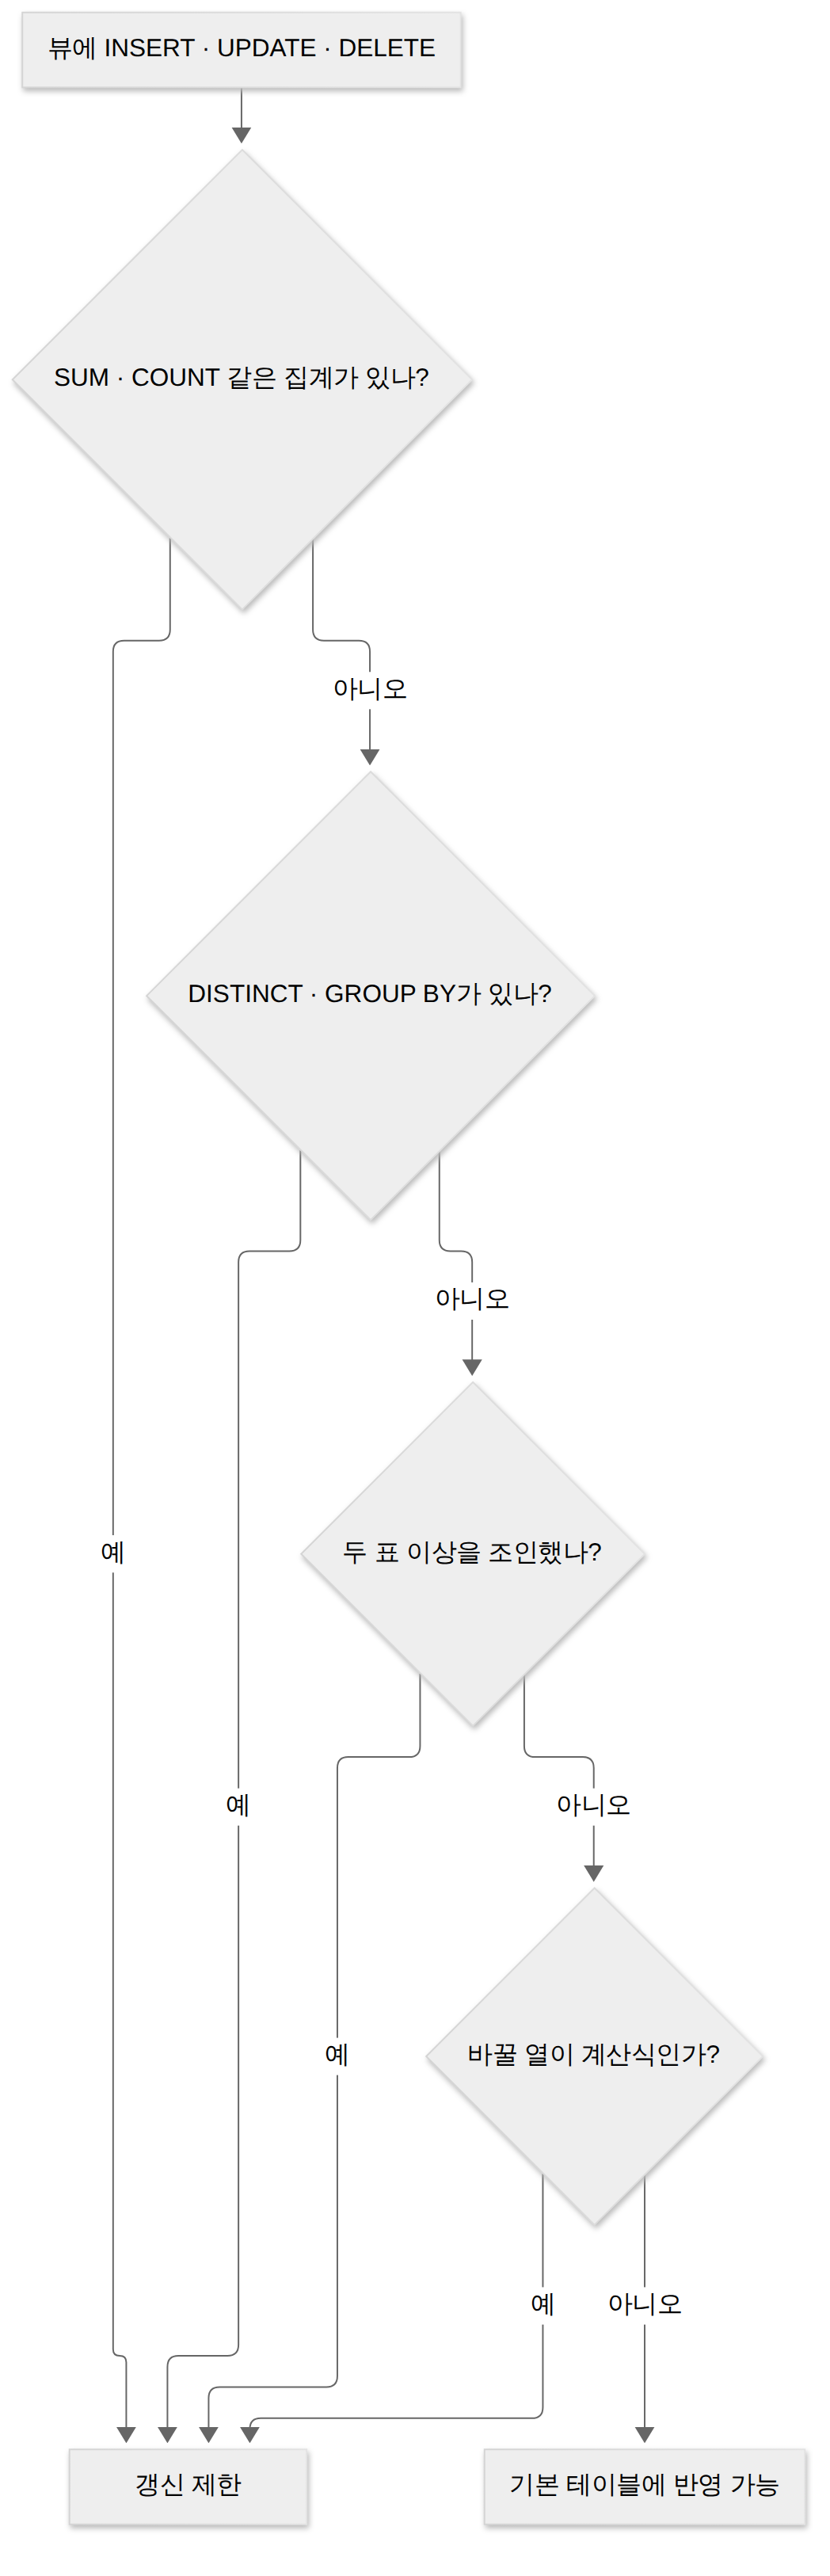 뷰에 INSERT · UPDATE · DELETE
SUM · COUNT 같은 집계가 있나?
아니오
DISTINCT · GROUP BY가 있나?
아니오
예
두 표 이상을 조인했나?
예
아니오
예
바꿀 열이 계산식인가?
예
아니오
갱신 제한
기본 테이블에 반영 가능